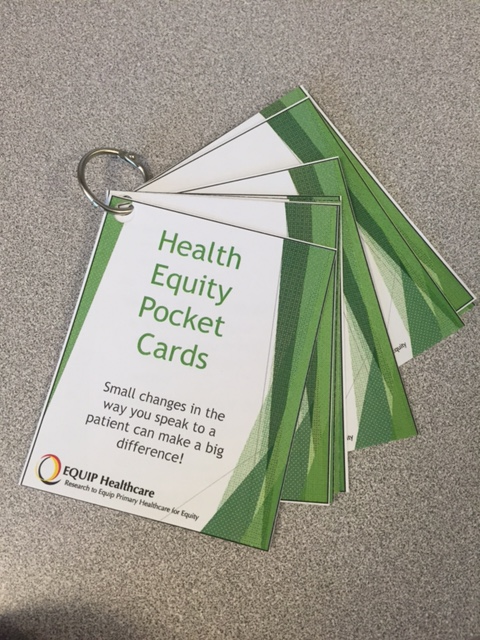 Health
Equity
Pocket
Cards
Small changes in the
way you speak to a
patient can make a big
difference!
EQUIP Healthcare
Research to Equip Primary Healthcare for Equity
Equity